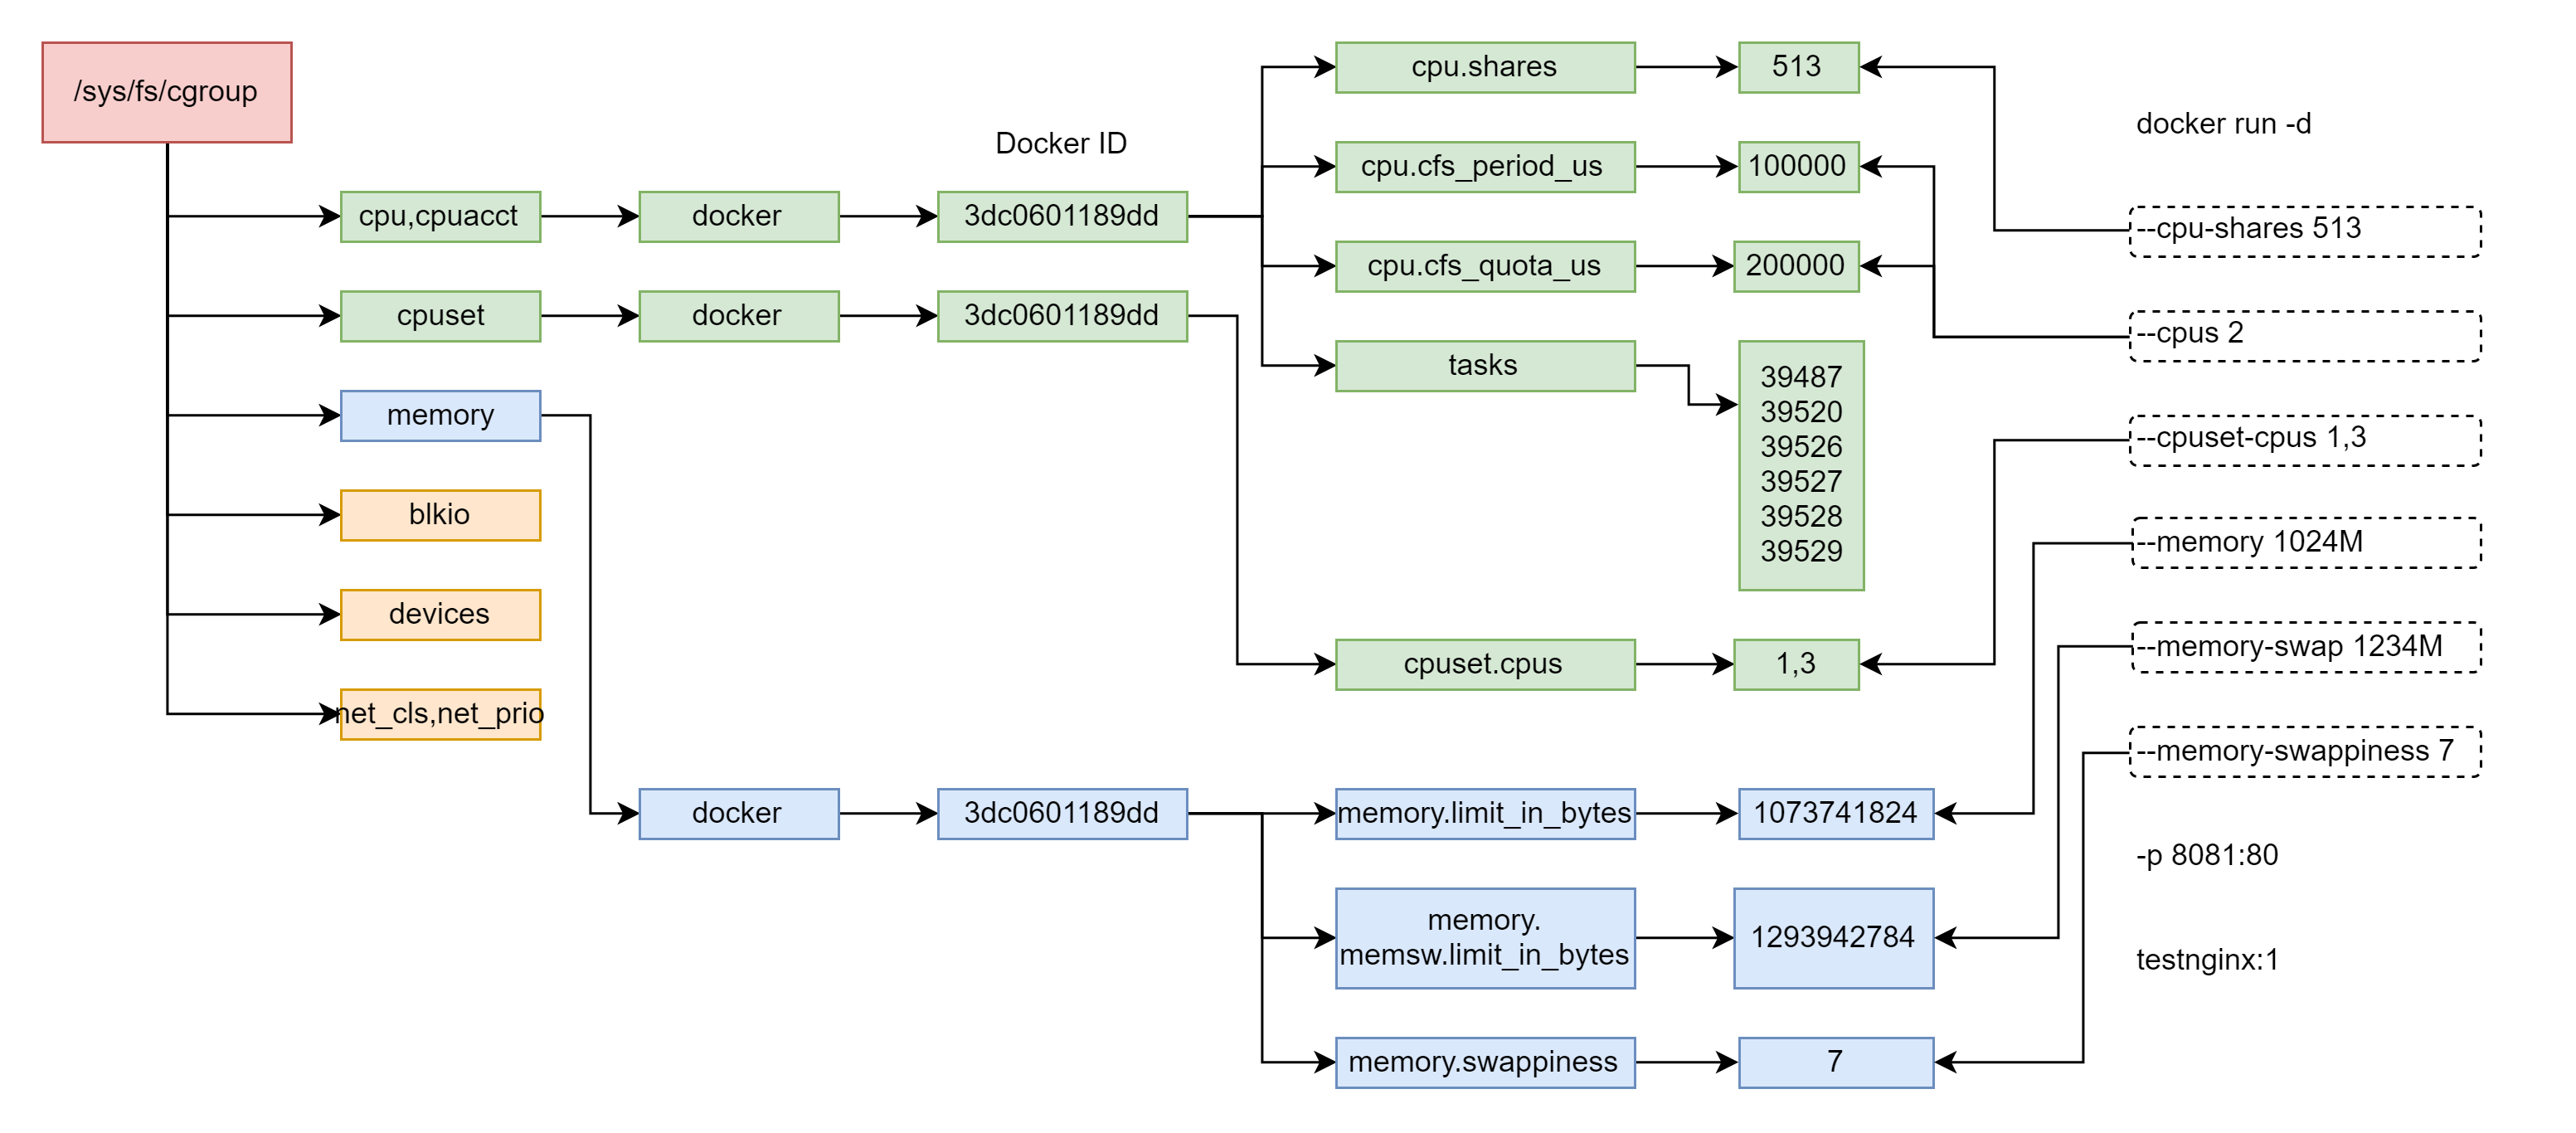 /sys/fs/cgroup
cpu,cpuacct
cpuset
memory
blkio
devices
net_cls,net_prio
docker
docker
docker
Docker ID
3dc0601189dd
3dc0601189dd
3dc0601189dd
cpu.shares
cpu.cfs_period_us
cpu.cfs_quota_us
tasks
cpuset.cpus
memory.limit_in_bytes
memory.
memsw.limit_in_bytes
memory.swappiness
513
100000
200000
39487
39520
39526
39527
39528
39529
1,3
1073741824
1293942784
7
docker run -d
--cpu-shares 513
--cpus 2
--cpuset-cpus 1,3
--memory 1024M
--memory-swap 1234M
--memory-swappiness 7
-p 8081:80
testnginx:1